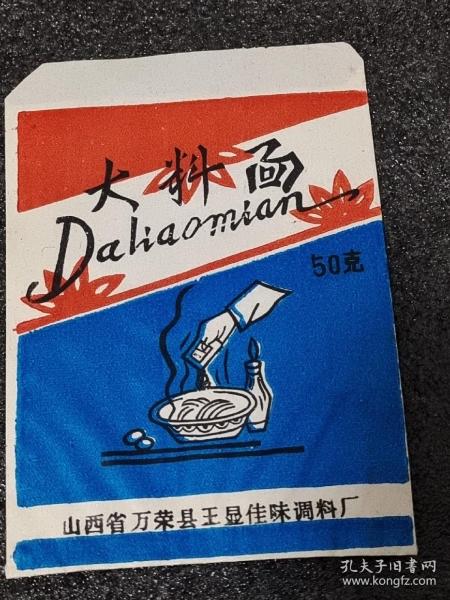 大料面
Daliaomian
50克
山西省万荣县王显佳味调料厂
孔夫子旧书网
www.kongfz.com